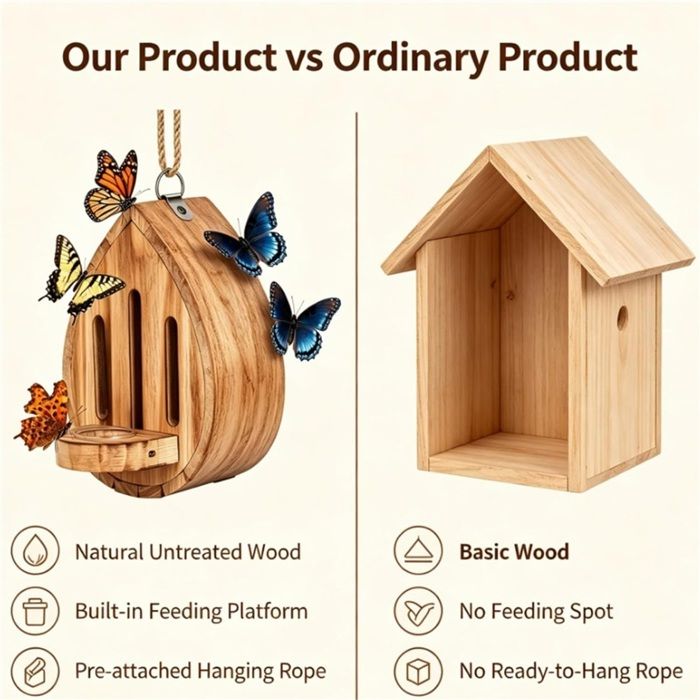 Our Product vs Ordinary Product
Natural Untreated Wood
Built-in Feeding Platform
Pre-attached Hanging Rope
Basic Wood
No Feeding Spot
No Ready-to-Hang Rope